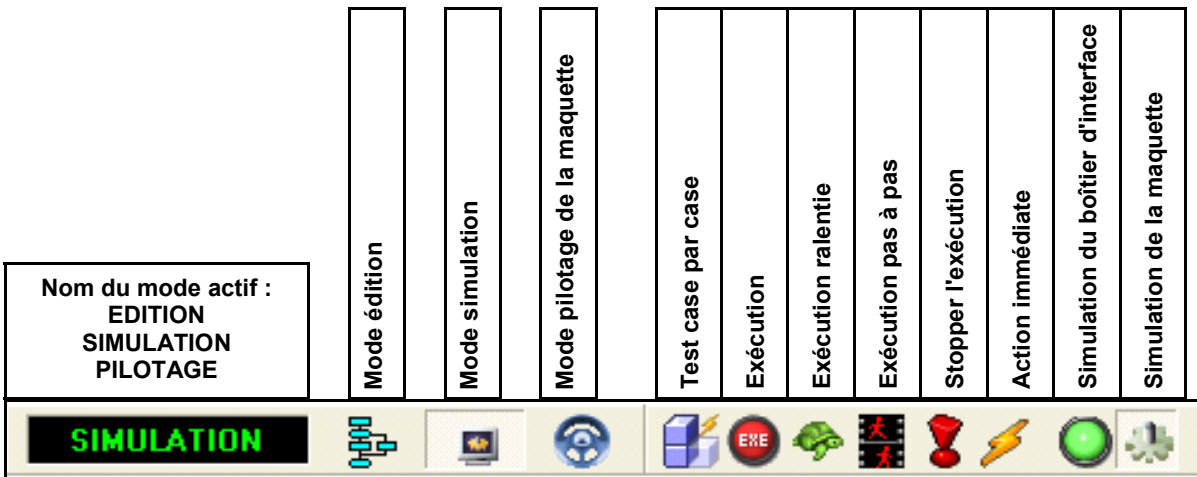 Nom du mode actif :
EDITION
SIMULATION
PILOTAGE
Mode édition
Mode simulation
Mode pilotage de la maquette
Test case par case
Exécution
Exécution ralentie
Exécution pas à pas
Stopper l'exécution
Action immédiate
Simulation du boîtier d'interface
Simulation de la maquette
SIMULATION
EXE